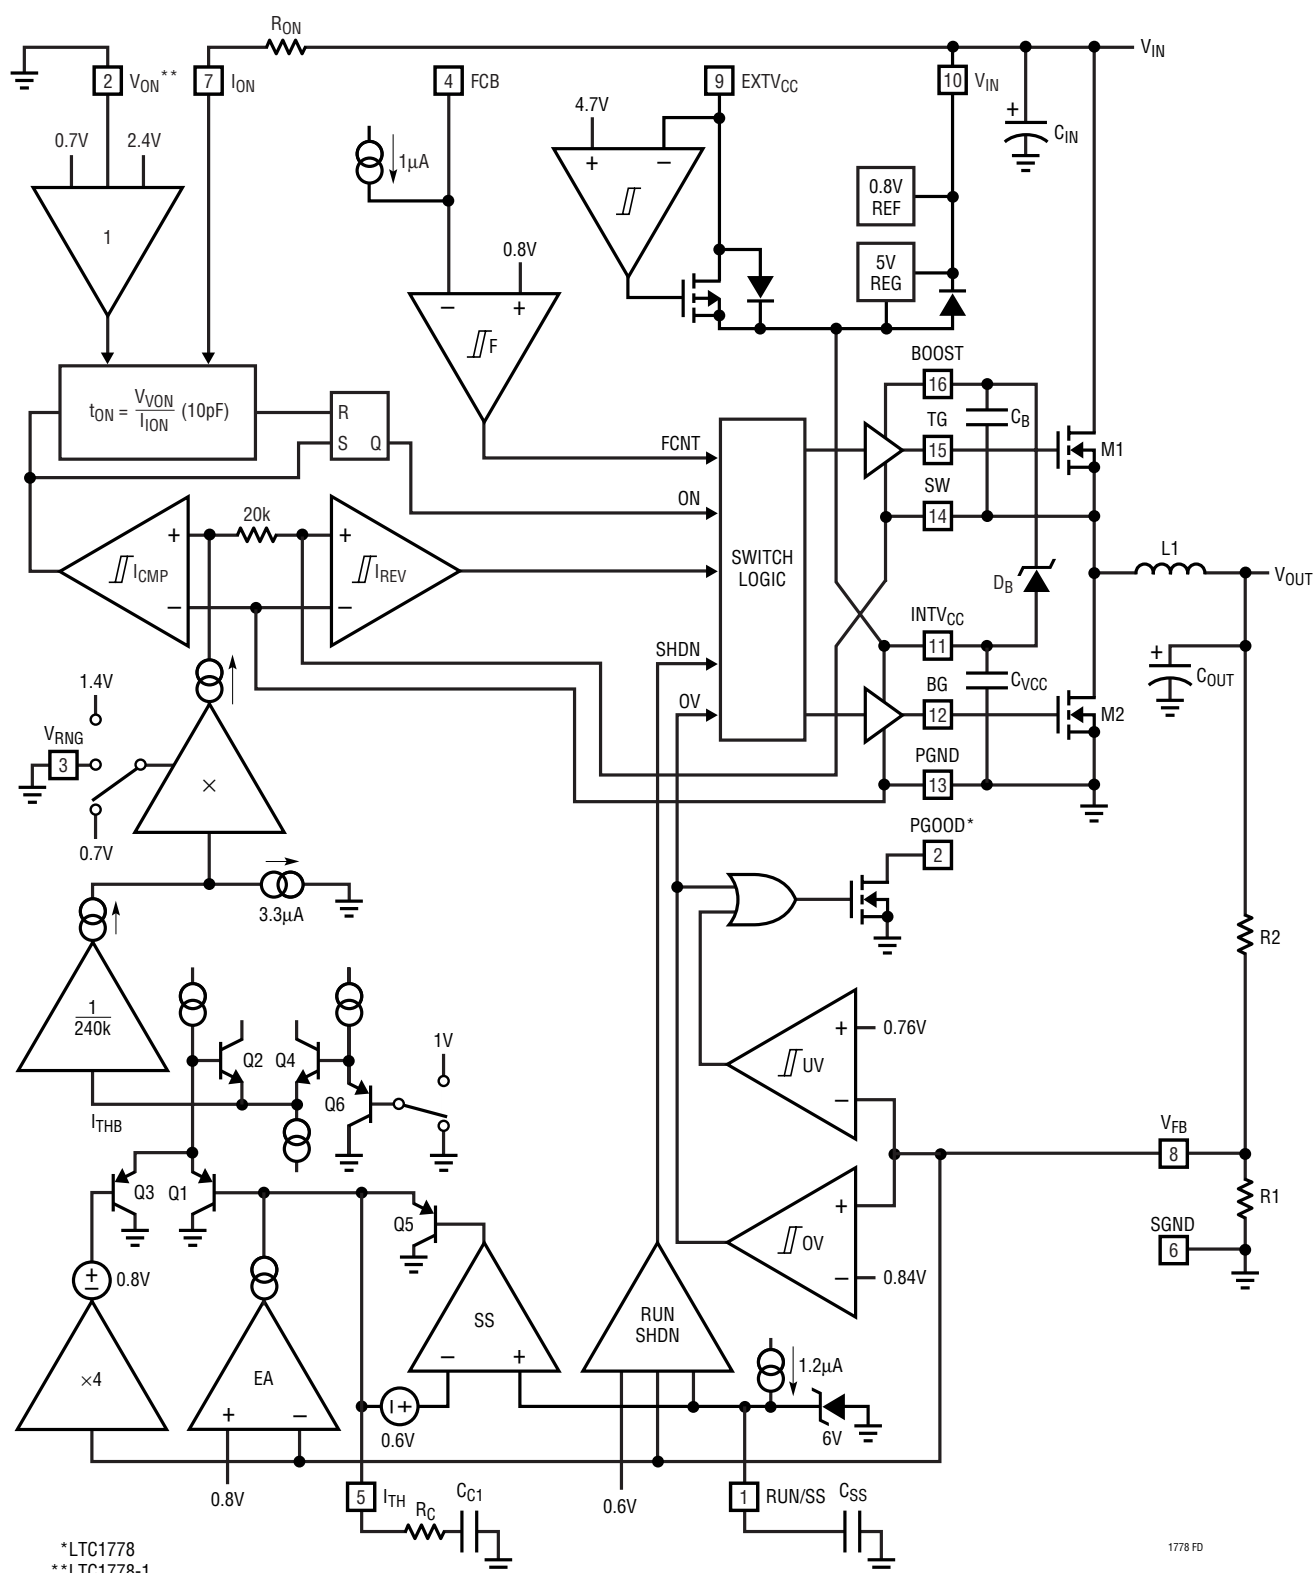 R_ON
V_IN
2 V_ON** 7 I_ON 4 FCB 9 EXTV_CC 10 V_IN
+
C_IN
0.7V 2.4V
1µA
4.7V
+ −
0.8V
REF
1
0.8V
5V
REG
− +
F
BOOST
16
t_ON = V_VON / I_ION (10pF)
R
S Q
FCNT
TG
15
C_B
M1
ON
SW
14
20k
+
I_CMP
−
+
I_REV
−
SWITCH
LOGIC
L1
V_OUT
D_B
SHDN
INTV_CC
11
+
C_OUT
OV
BG
12
C_VCC
M2
1.4V
V_RNG
3
×
0.7V
PGND
13
PGOOD*
2
3.3µA
R2
1
240k
Q2 Q4
1V
Q6
+ 0.76V
UV
−
I_THB
V_FB
8
Q3 Q1
Q5
+
OV
− 0.84V
R1
SGND
6
+
−
0.8V
SS
− +
RUN
SHDN
1.2µA
×4
EA
+ −
− +
0.6V
6V
0.8V
5 I_TH
R_C
C_C1
0.6V
1 RUN/SS
C_SS
*LTC1778
**LTC1778-1
1778 FD